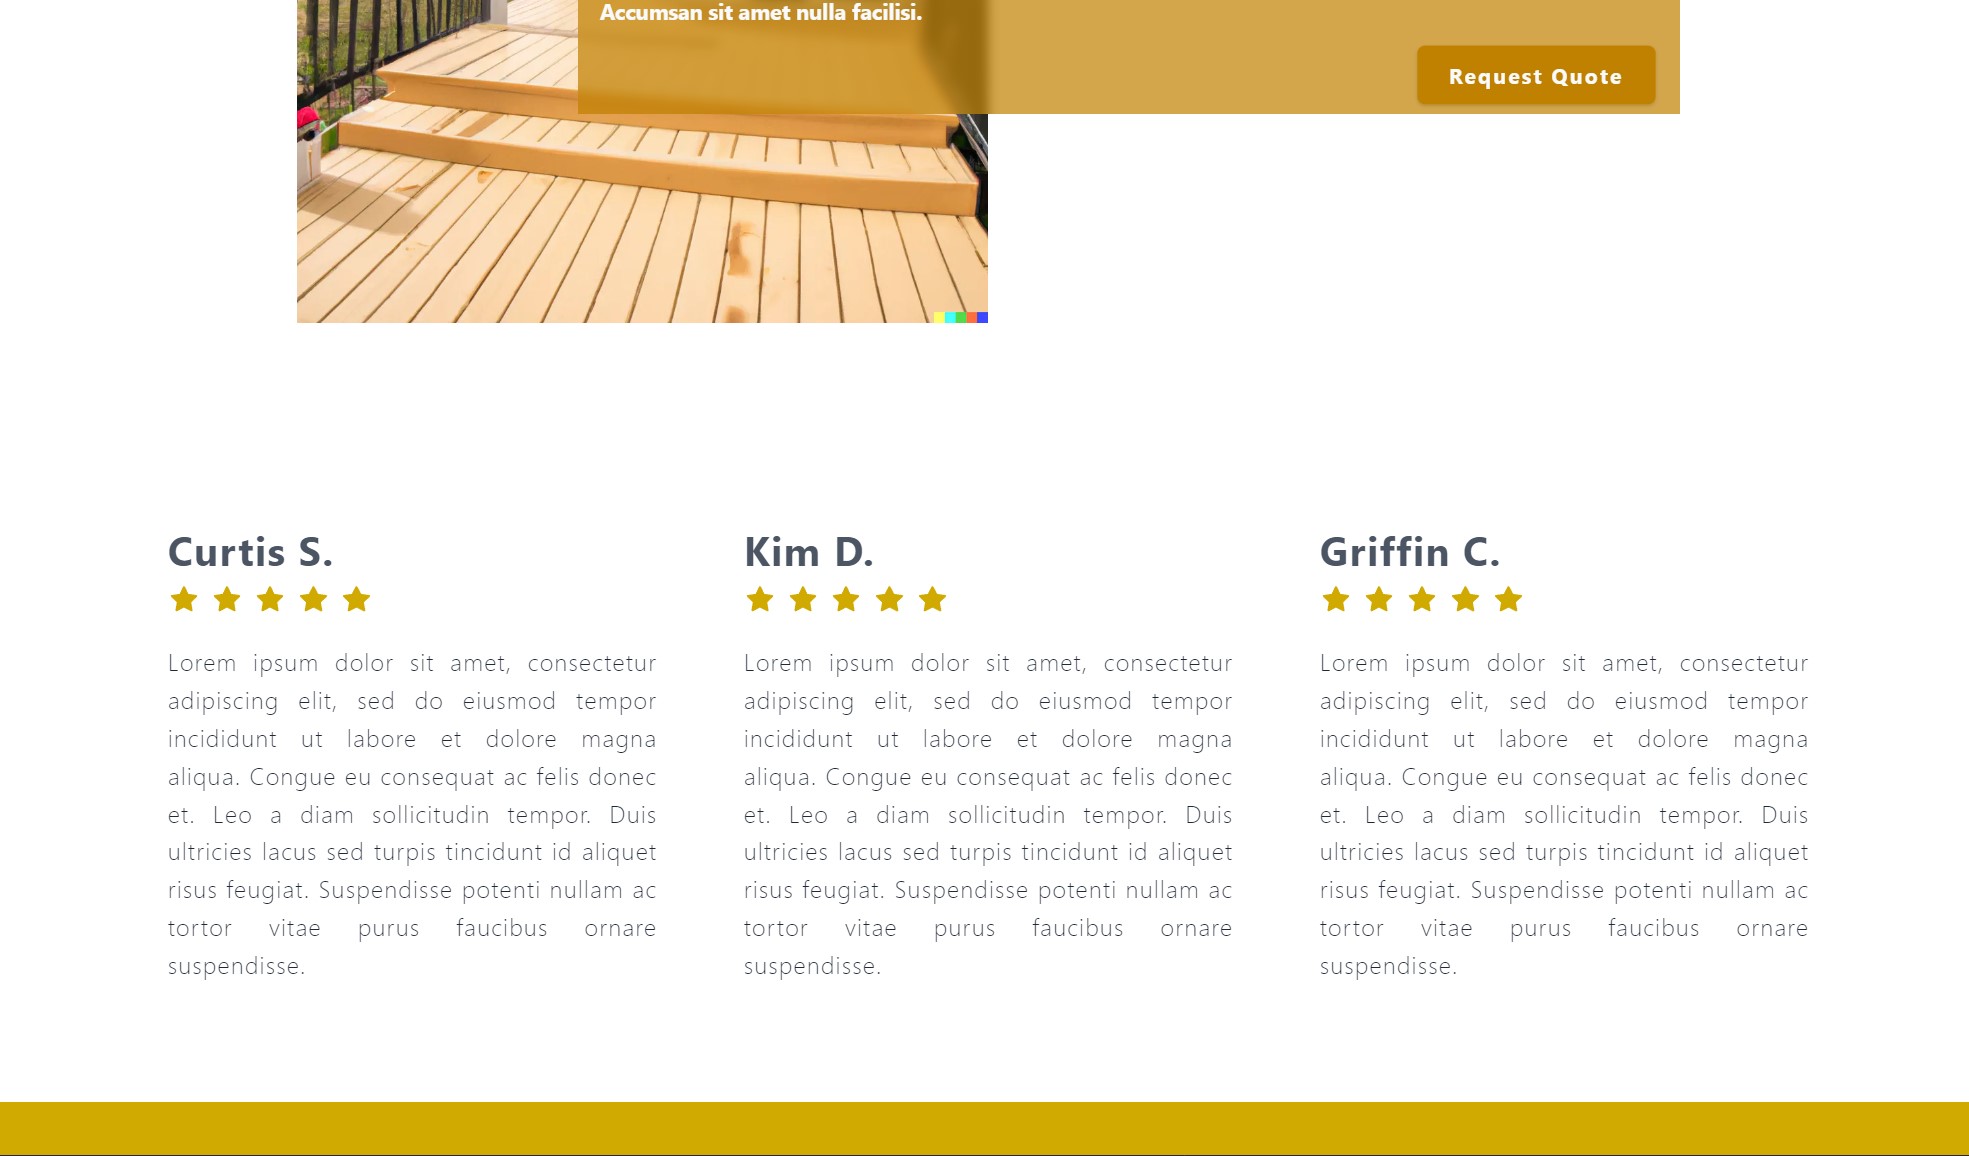 Accumsan sit amet nulla facilisi.
Request Quote
Curtis S.
Lorem ipsum dolor sit amet, consectetur
adipiscing elit, sed do eiusmod tempor
incididunt ut labore et dolore magna
aliqua. Congue eu consequat ac felis donec
et. Leo a diam sollicitudin tempor. Duis
ultricies lacus sed turpis tincidunt id aliquet
risus feugiat. Suspendisse potenti nullam ac
tortor vitae purus faucibus ornare
suspendisse.
Kim D.
Lorem ipsum dolor sit amet, consectetur
adipiscing elit, sed do eiusmod tempor
incididunt ut labore et dolore magna
aliqua. Congue eu consequat ac felis donec
et. Leo a diam sollicitudin tempor. Duis
ultricies lacus sed turpis tincidunt id aliquet
risus feugiat. Suspendisse potenti nullam ac
tortor vitae purus faucibus ornare
suspendisse.
Griffin C.
Lorem ipsum dolor sit amet, consectetur
adipiscing elit, sed do eiusmod tempor
incididunt ut labore et dolore magna
aliqua. Congue eu consequat ac felis donec
et. Leo a diam sollicitudin tempor. Duis
ultricies lacus sed turpis tincidunt id aliquet
risus feugiat. Suspendisse potenti nullam ac
tortor vitae purus faucibus ornare
suspendisse.